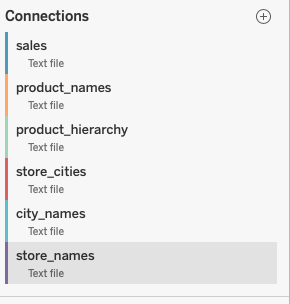 Connections
sales
Text file
product_names
Text file
product_hierarchy
Text file
store_cities
Text file
city_names
Text file
store_names
Text file